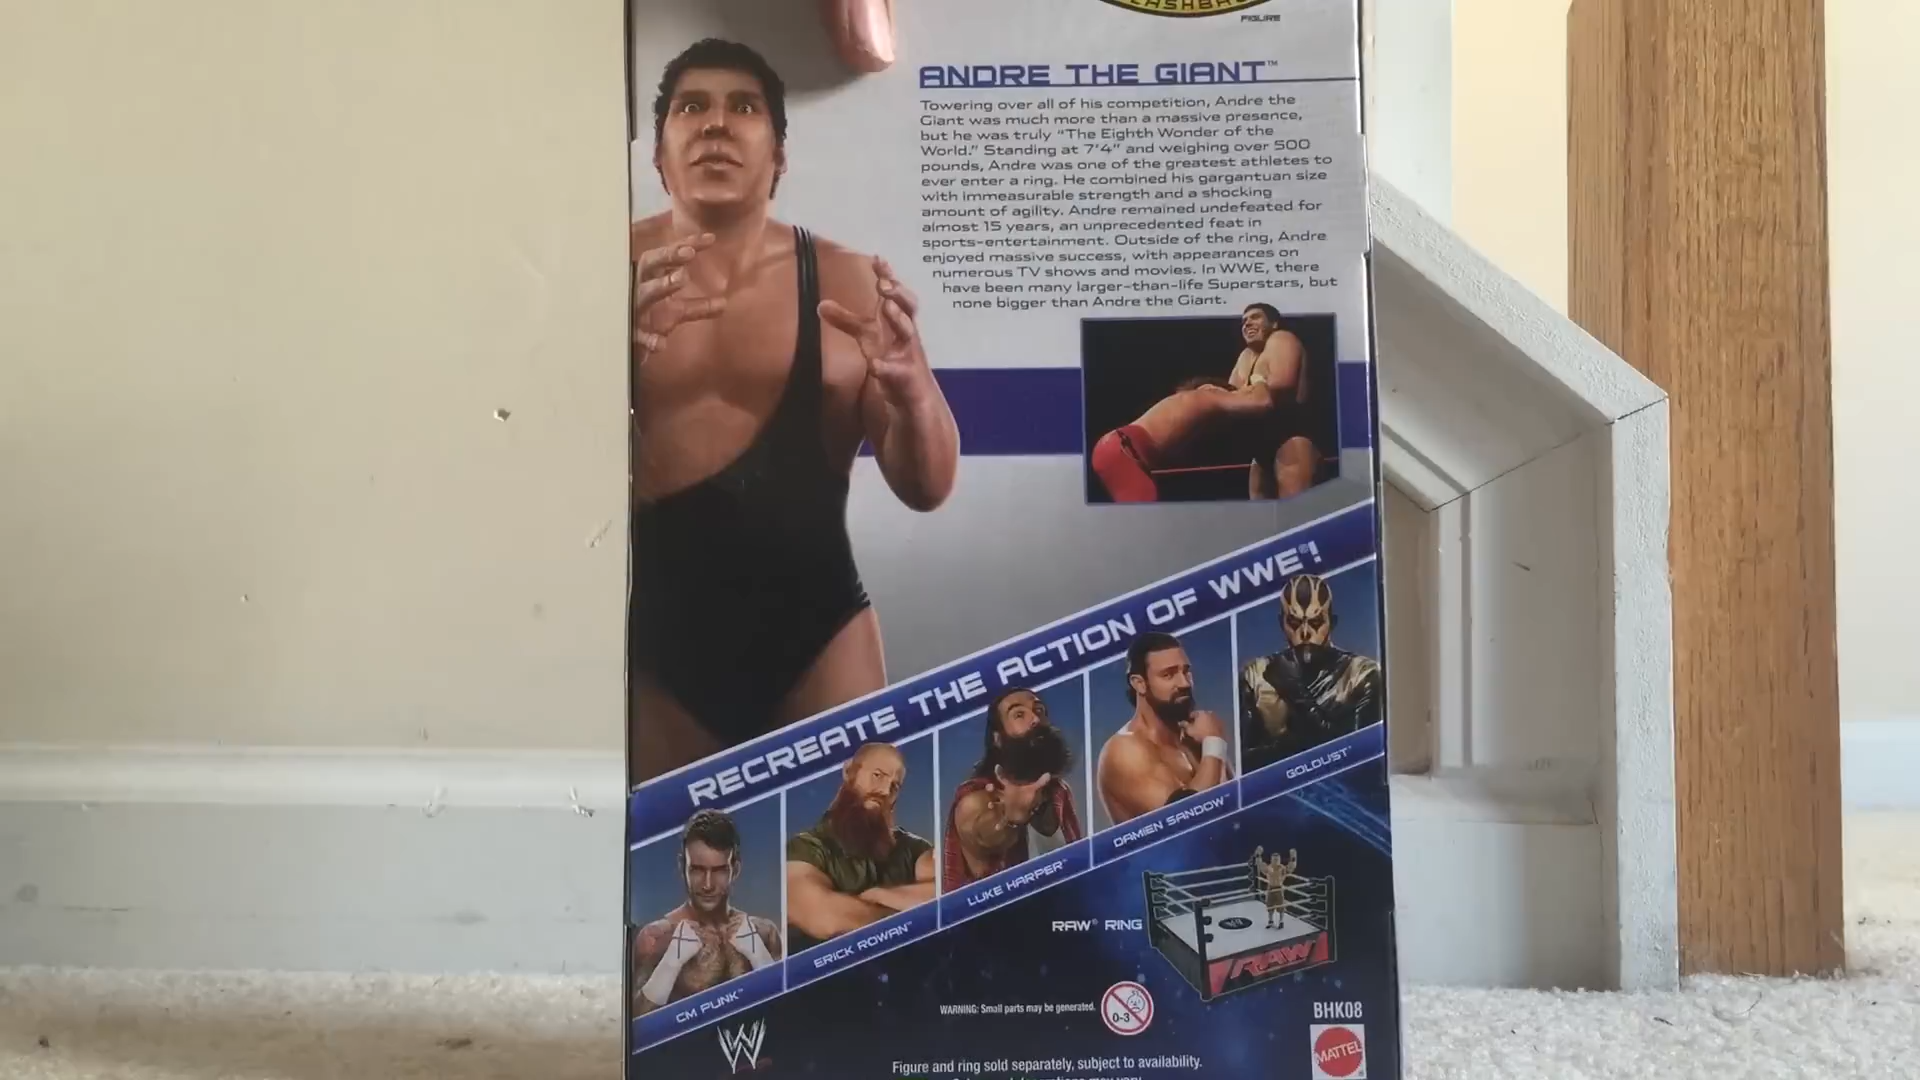 FIGURE
ANDRE THE GIANT™
Towering over all of his competition, Andre the
Giant was much more than a massive presence,
but he was truly "The Eighth Wonder of the
World." Standing at 7'4" and weighing over 500
pounds, Andre was one of the greatest athletes to
ever enter a ring. He combined his gargantuan size
with immeasurable strength and a shocking
amount of agility. Andre remained undefeated for
almost 15 years, an unprecedented feat in
sports-entertainment. Outside of the ring, Andre
enjoyed massive success, with appearances on
numerous TV shows and movies. In WWE, there
have been many larger-than-life Superstars, but
none bigger than Andre the Giant.
RECREATE THE ACTION OF WWE®!
CM PUNK™
ERICK ROWAN™
LUKE HARPER™
DAMIEN SANDOW™
GOLDUST™
RAW® RING
RAW
WARNING: Small parts may be generated.
0-3
BHK08
W
MATTEL
Figure and ring sold separately, subject to availability.